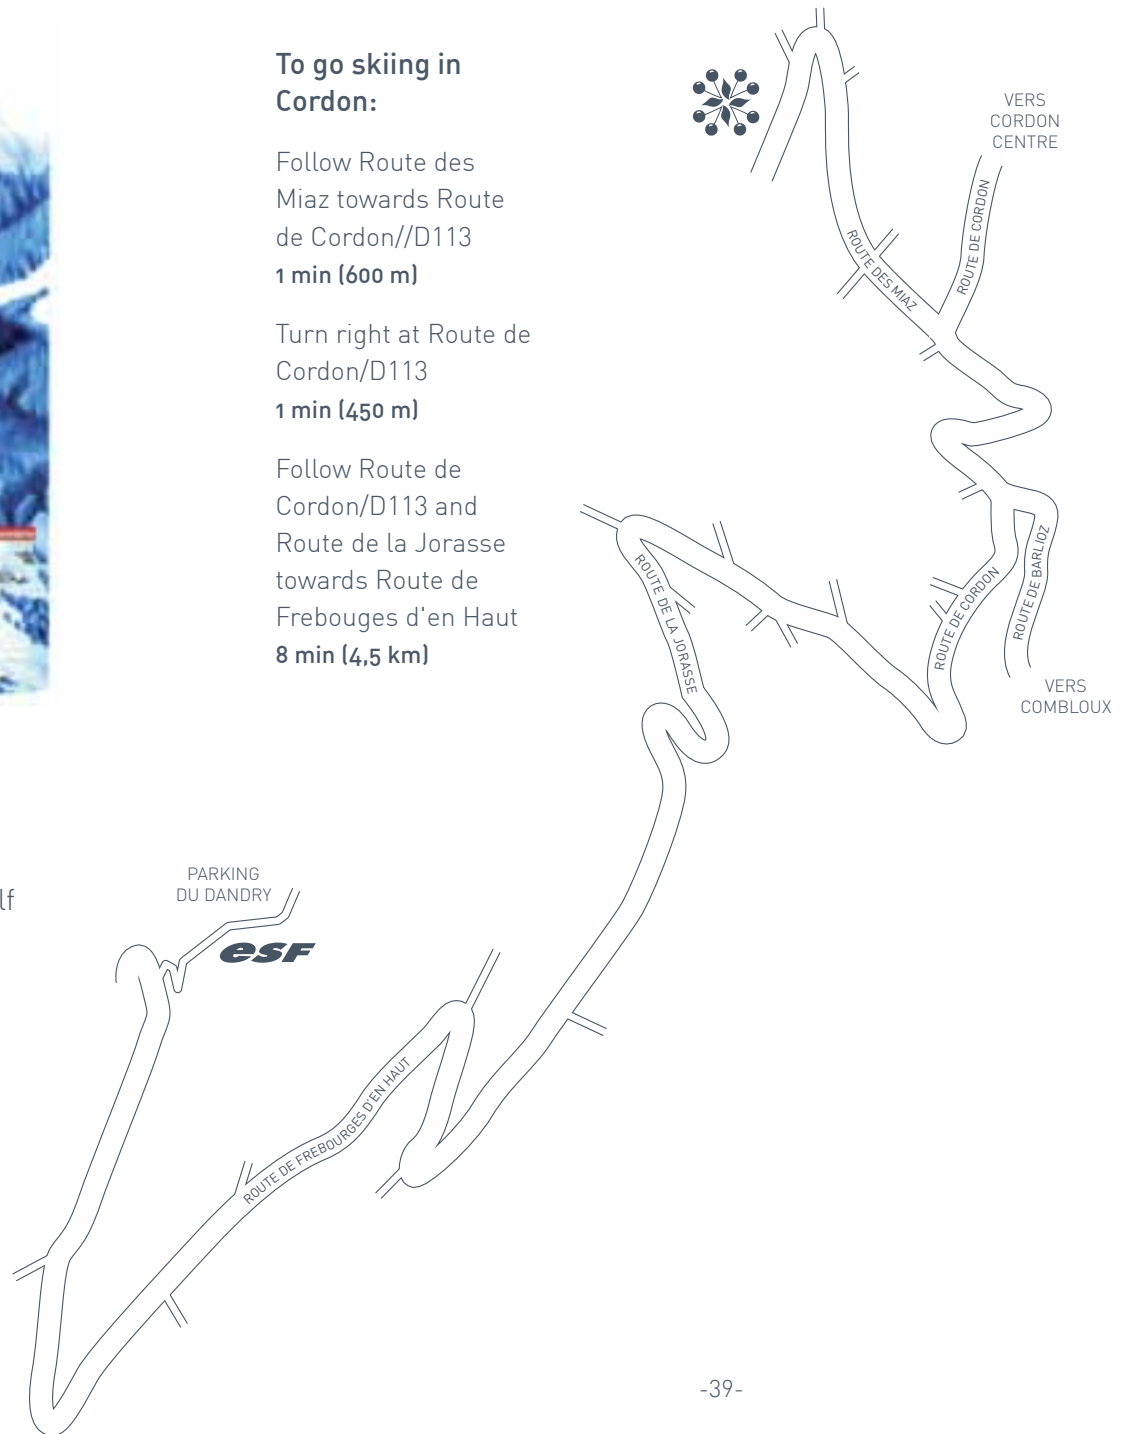 To go skiing in
Cordon:
Follow Route des
Miaz towards Route
de Cordon//D113
1 min (600 m)
Turn right at Route de
Cordon/D113
1 min (450 m)
Follow Route de
Cordon/D113 and
Route de la Jorasse
towards Route de
Frebouges d'en Haut
8 min (4,5 km)
VERS
CORDON
CENTRE
ROUTE DE CORDON
ROUTE DES MIAZ
ROUTE DE BARLIOZ
ROUTE DE CORDON
ROUTE DE LA JORASSE
VERS
COMBLOUX
lf
PARKING
DU DANDRY
esf
ROUTE DE FREBOURGES D'EN HAUT
-39-